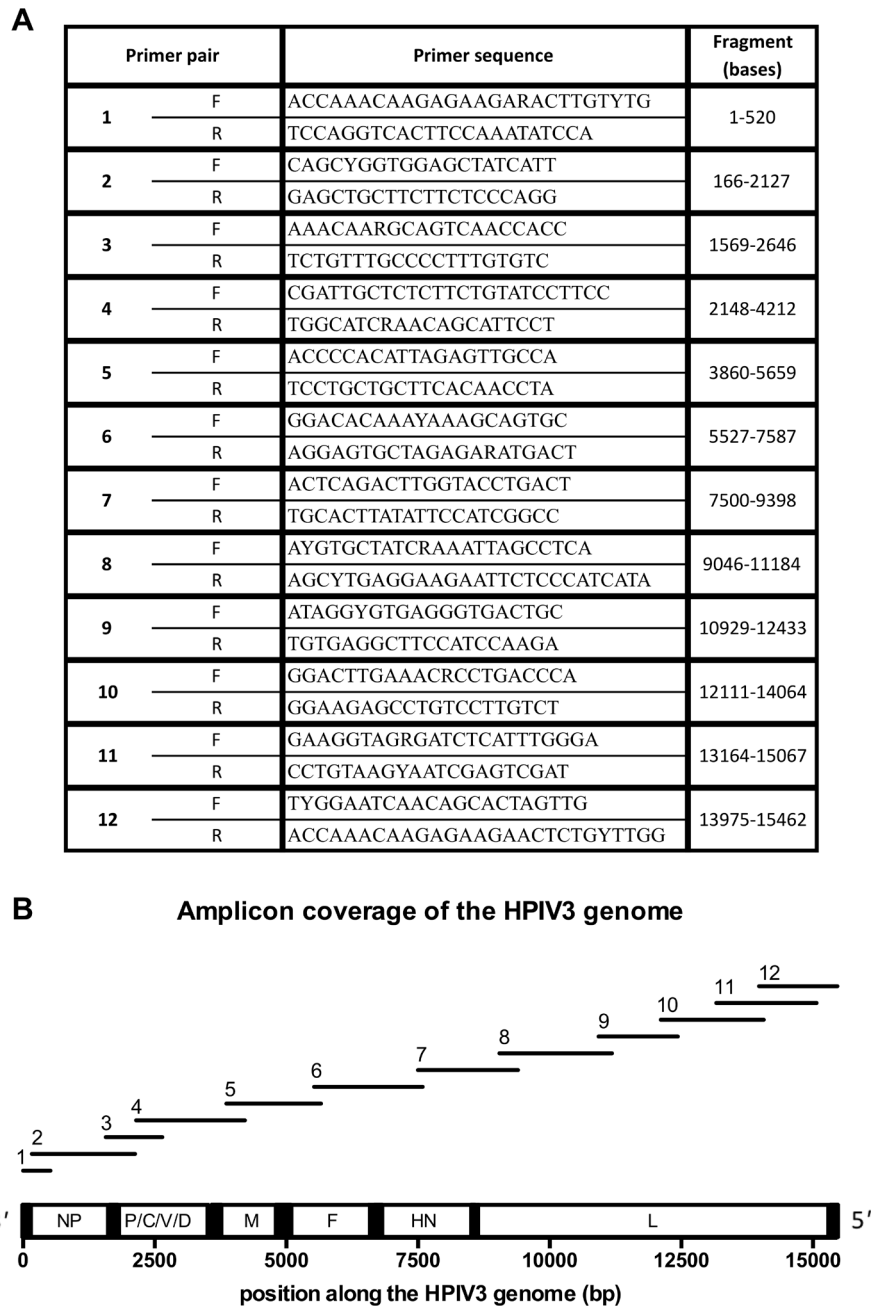 A
Primer pair Primer sequence Fragment (bases)
1 F ACCAAACAAGAGAAGARACTTGTYTG 1-520
R TCCAGGTCACTTCCAAATATCCA
2 F CAGCYGGTGGAGCTATCATT 166-2127
R GAGCTGCTTCTTCTCCCAGG
3 F AAACAARGCAGTCAACCACC 1569-2646
R TCTGTTTGCCCCTTTGTGTC
4 F CGATTGCTCTCTTCTGTATCCTTCC 2148-4212
R TGGCATCRAACAGCATTCCT
5 F ACCCCACATTAGAGTTGCCA 3860-5659
R TCCTGCTGCTTCACAACCTA
6 F GGACACAAAYAAAGCAGTGC 5527-7587
R AGGAGTGCTAGAGARATGACT
7 F ACTCAGACTTGGTACCTGACT 7500-9398
R TGCACTTATATTCCATCGGCC
8 F AYGTGCTATCRAAATTAGCCTCA 9046-11184
R AGCYTGAGGAAGAATTCTCCCATCATA
9 F ATAGGYGTGAGGGTGACTGC 10929-12433
R TGTGAGGCTTCCATCCAAGA
10 F GGACTTGAAACRCCTGACCCA 12111-14064
R GGAAGAGCCTGTCCTTGTCT
11 F GAAGGTAGRGATCTCATTTGGGA 13164-15067
R CCTGTAAGYAATCGAGTCGAT
12 F TYGGAATCAACAGCACTAGTTG 13975-15462
R ACCAAACAAGAGAAGAACTCTGYTTGG
B Amplicon coverage of the HPIV3 genome
12
11
10
9
8
7
6
5
4
3
2
1
NP P/C/V/D M F HN L 5′
0 2500 5000 7500 10000 12500 15000
position along the HPIV3 genome (bp)